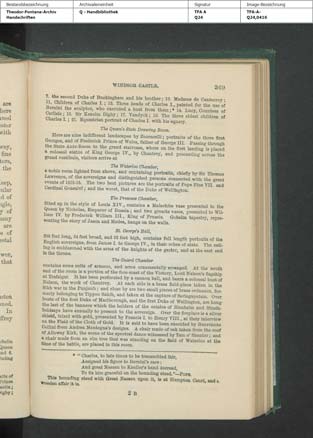 Bestandsbezeichnung Archivaleneinheit Signatur Image-Bezeichnung
Theodor-Fontane-Archiv Q - Handbibliothek TFA A TFA-A-
Handschriften Q24 Q24,0416
WINDSOR CASTLE. 369
7. the second Duke of Buckingham and his brother; 10. Madame de Cantecroy;
11. Children of Charles I.; 13. Three heads of Charles I., painted for the use of
Bernini the sculptor, who executed a bust from them;* 14. Lucy, Countess of
Carlisle; 16. Sir Kenelm Digby; 17. Vandyck; 18. The three eldest children of
Charles I.; 21. Equestrian portrait of Charles I. with his equery.
The Queen's State Drawing Room.
Here are nine indifferent landscapes by Zuccarelli; portraits of the three first
Georges, and of Frederick Prince of Wales, father of George III. Passing through
the State Ante-Room to the grand staircase, where on the first landing is placed
a colossal statue of King George IV., by Chantrey, and proceeding across the
grand vestibule, visitors arrive at
The Waterloo Chamber,
a noble room lighted from above, and containing portraits, chiefly by Sir Thomas
Lawrence, of the sovereigns and distinguished persons connected with the great
events of 1813-15. The two best pictures are the portraits of Pope Pius VII. and
Cardinal Gonsalvi; and the worst, that of the Duke of Wellington.
The Presence Chamber,
fitted up in the style of Louis XIV., contains a Malachite vase presented to the
Queen by Nicholas, Emperor of Russia; and two granite vases, presented to Wil-
liam IV. by Frederick William III., King of Prussia. Gobelin tapestry, repre-
senting the story of Jason and Medea, hangs on the walls.
St. George's Hall,
200 feet long, 34 feet broad, and 32 feet high, contains full length portraits of the
English sovereigns, from James I. to George IV., in their robes of state. The ceil-
ing is emblazoned with the arms of the knights of the garter, and at the east end
is the throne.
The Guard Chamber
contains some suits of armour, and arms ornamentally arranged. At the south
end of the room is a portion of the fore-mast of the Victory, Lord Nelson's flagship
at Trafalgar. It has been perforated by a cannon ball, and bears a colossal bust of
Nelson, the work of Chantrey. At each side is a brass field-piece taken in the
Sikh war in the Punjaub; and close by are two small pieces of brass ordnance, for-
merly belonging to Tippoo Sahib, and taken at the capture of Seringapatam. Over
busts of the first Duke of Marlborough, and the first Duke of Wellington, are hung
the last of the banners which the holders of the estates of Blenheim and Strath-
fieldsaye have annually to present to the sovereign. Over the fireplace is a silver
shield, inlaid with gold, presented by Francis I. to Henry VIII., at their interview
on the Field of the Cloth of Gold. It is said to have been executed by Benvenuto
Cellini from Andrea Mantegna's designs. A chair made of oak taken from the roof
of Alloway Kirk, the scene of the spectral dance witnessed by Tam o' Shanter; and
a chair made from an elm tree that was standing on the field of Waterloo at the
time of the battle, are placed in this room.
* "Charles, to late times to be transmitted fair,
Assigned his figure to Bernini's care;
And great Nassau to Kneller's hand decreed,
To fix him graceful on the bounding steed."—POPE.
This bounding steed with Great Nassau upon it, is at Hampton Court, and a
wooden affair it is.
2 B